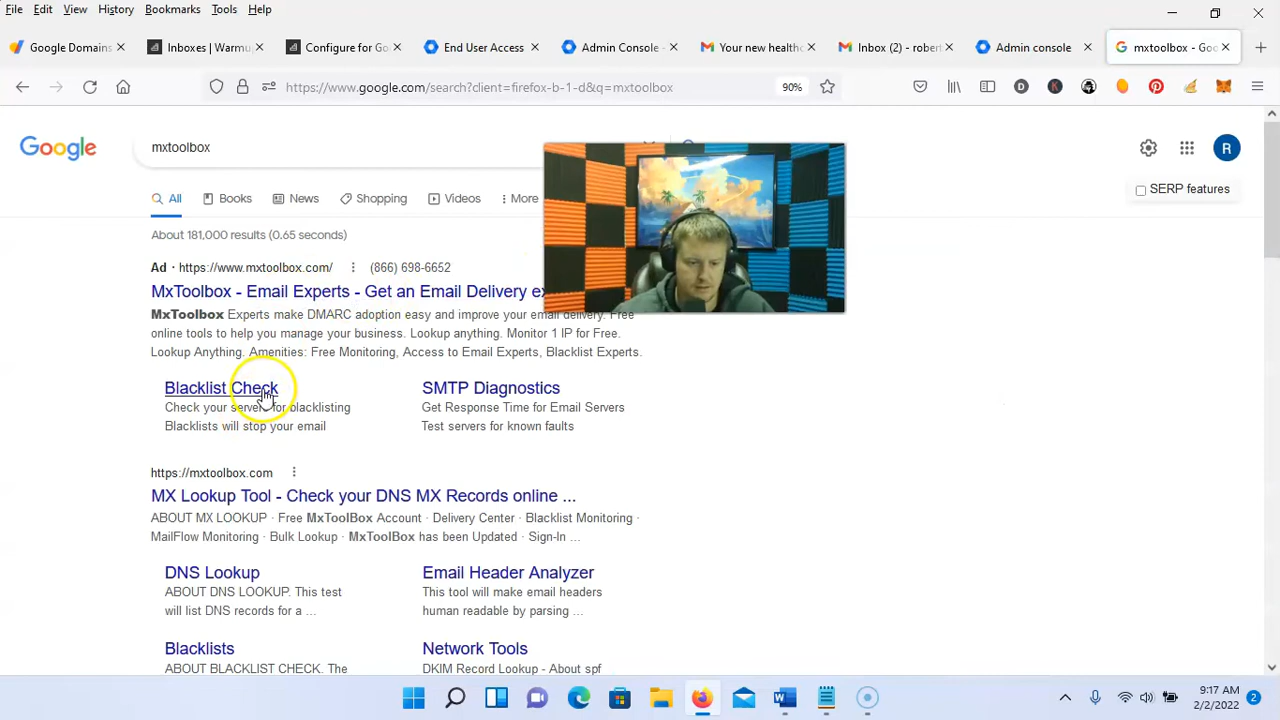 File Edit View History Bookmarks Tools Help
Google Domains
Inboxes | Warmu
Configure for Go
End User Access
Admin Console -
Your new health
Inbox (2) - rober
Admin console
mxtoolbox - Goo
https://www.google.com/search?client=firefox-b-1-d&q=mxtoolbox
90%
Google
mxtoolbox
R
SERP features
All Books News Shopping Videos More
About 181,000 results (0.65 seconds)
Ad · https://www.mxtoolbox.com/ (866) 698-6652
MxToolbox - Email Experts - Get an Email Delivery
MxToolbox Experts make DMARC adoption easy and improve your email delivery. Free
online tools to help you manage your business. Lookup anything. Monitor 1 IP for Free.
Lookup Anything. Amenities: Free Monitoring, Access to Email Experts, Blacklist Experts.
Blacklist Check
Check your servers for blacklisting
Blacklists will stop your email
SMTP Diagnostics
Get Response Time for Email Servers
Test servers for known faults
https://mxtoolbox.com
MX Lookup Tool - Check your DNS MX Records online ...
ABOUT MX LOOKUP · Free MxToolBox Account · Delivery Center · Blacklist Monitoring ·
MailFlow Monitoring · Bulk Lookup · MxToolBox has been Updated · Sign-In ...
DNS Lookup
ABOUT DNS LOOKUP. This test
will list DNS records for a ...
Email Header Analyzer
This tool will make email headers
human readable by parsing ...
Blacklists
ABOUT BLACKLIST CHECK. The
Network Tools
DKIM Record Lookup - About spf
9:17 AM
2/2/2022
2